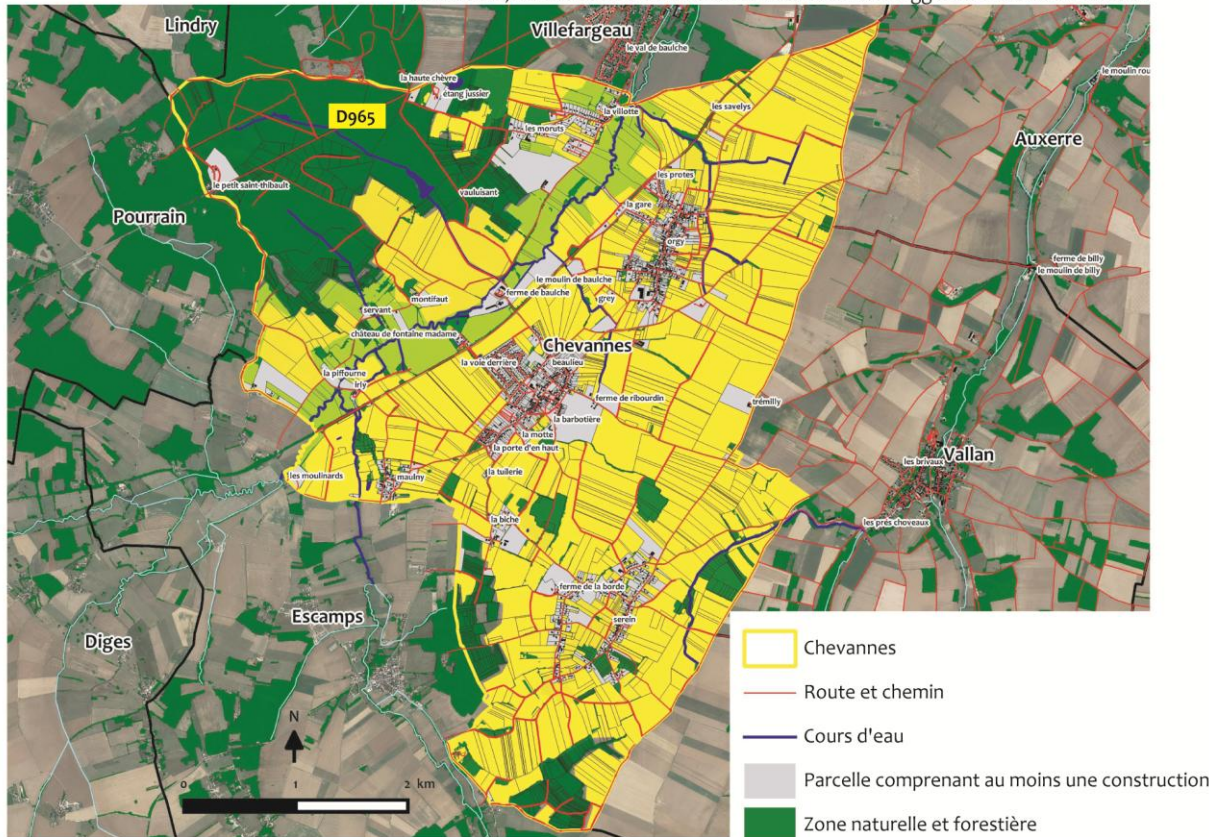 Lindry
Villefargeau
le val de baulche
la haute chèvre
étang jussier
le moulin rou
D965
la villotte
les savelys
les moruts
Auxerre
le petit saint-thibault
vauluisant
les protes
Pourrain
la gare
orgy
ferme de billy
le moulin de billy
le moulin de baulche
ferme de baulche
grey
montifaut
servant
château de fontaine madame
Chevannes
la voie derrière
beaulieu
la piffourne
irly
ferme de ribourdin
trémilly
la barbotière
la motte
la porte d'en haut
les brivaux
Vallan
les moulinards
maulny
la tuilerie
la biche
les prés choveaux
ferme de la borde
Escamps
serein
Diges
N
0 1 2 km
Chevannes
Route et chemin
Cours d'eau
Parcelle comprenant au moins une construction
Zone naturelle et forestière